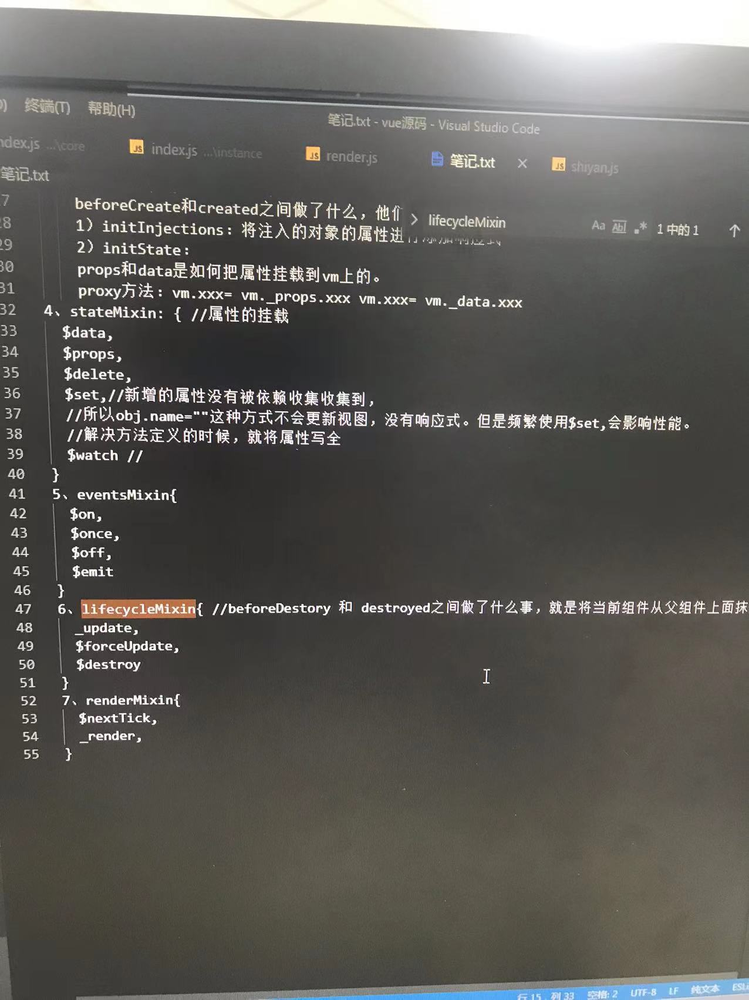 终端(T) 帮助(H)
笔记.txt - vue源码 - Visual Studio Code
ndex.js ...\core index.js ...\instance render.js 笔记.txt shiyan.js
笔记.txt
lifecycleMixin Aa Abl .* 1 中的 1
7 beforeCreate和created之间做了什么，他们
28 1）initInjections：将注入的对象的属性进行添加响应式
29 2）initState：
30 props和data是如何把属性挂载到vm上的。
31 proxy方法：vm.xxx= vm._props.xxx vm.xxx= vm._data.xxx
32 4、stateMixin: { //属性的挂载
33 $data,
34 $props,
35 $delete,
36 $set,//新增的属性没有被依赖收集收集到，
37 //所以obj.name=""这种方式不会更新视图，没有响应式。但是频繁使用$set,会影响性能。
38 //解决方法定义的时候，就将属性写全
39 $watch //
40 }
41 5、eventsMixin{
42 $on,
43 $once,
44 $off,
45 $emit
46 }
47 6、lifecycleMixin{ //beforeDestory 和 destroyed之间做了什么事，就是将当前组件从父组件上面抹
48 _update,
49 $forceUpdate,
50 $destroy
51 }
52 7、renderMixin{
53 $nextTick,
54 _render,
55 }
行 15，列 33 空格: 2 UTF-8 LF 纯文本 ESLi